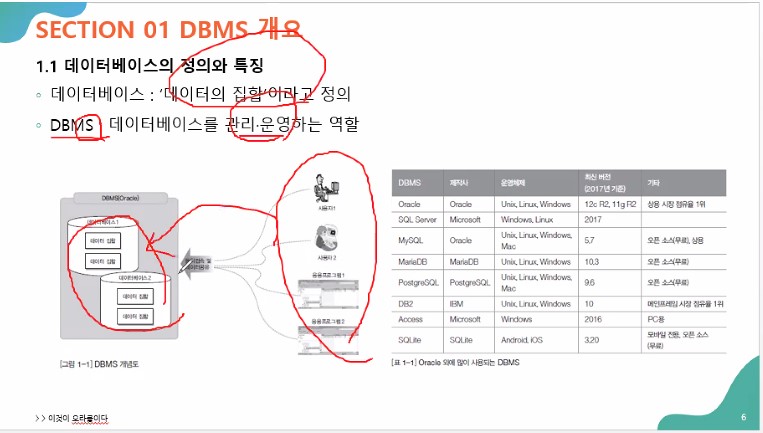 SECTION 01 DBMS 개요
1.1 데이터베이스의 정의와 특징
데이터베이스 : '데이터의 집합'이라고 정의
DBMS : 데이터베이스를 관리·운영하는 역할
DBMS(Oracle)
데이터베이스1
데이터 집합
데이터 집합
데이터베이스2
데이터 집합
데이터 집합
사용자1
사용자 2
응용프로그램 1
응용프로그램 2
[그림 1-1] DBMS 개념도
DBMS 제작사 운영체제 최신 버전(2017년 기준) 기타
Oracle Oracle Unix, Linux, Windows 12c R2, 11g R2 상용 시장 점유율 1위
SQL Server Microsoft Windows, Linux 2017
MySQL Oracle Unix, Linux, Windows, Mac 5.7 오픈 소스(무료), 상용
MariaDB MariaDB Unix, Linux, Windows 10.3 오픈 소스(무료)
PostgreSQL PostgreSQL Unix, Linux, Windows, Mac 9.6 오픈 소스(무료)
DB2 IBM Unix, Linux, Windows 10 메인프레임 시장 점유율 1위
Access Microsoft Windows 2016 PC용
SQLite SQLite Android, iOS 3.20 모바일 전용, 오픈 소스(무료)
[표 1-1] Oracle 외에 많이 사용되는 DBMS
> > 이것이 오라클이다
6